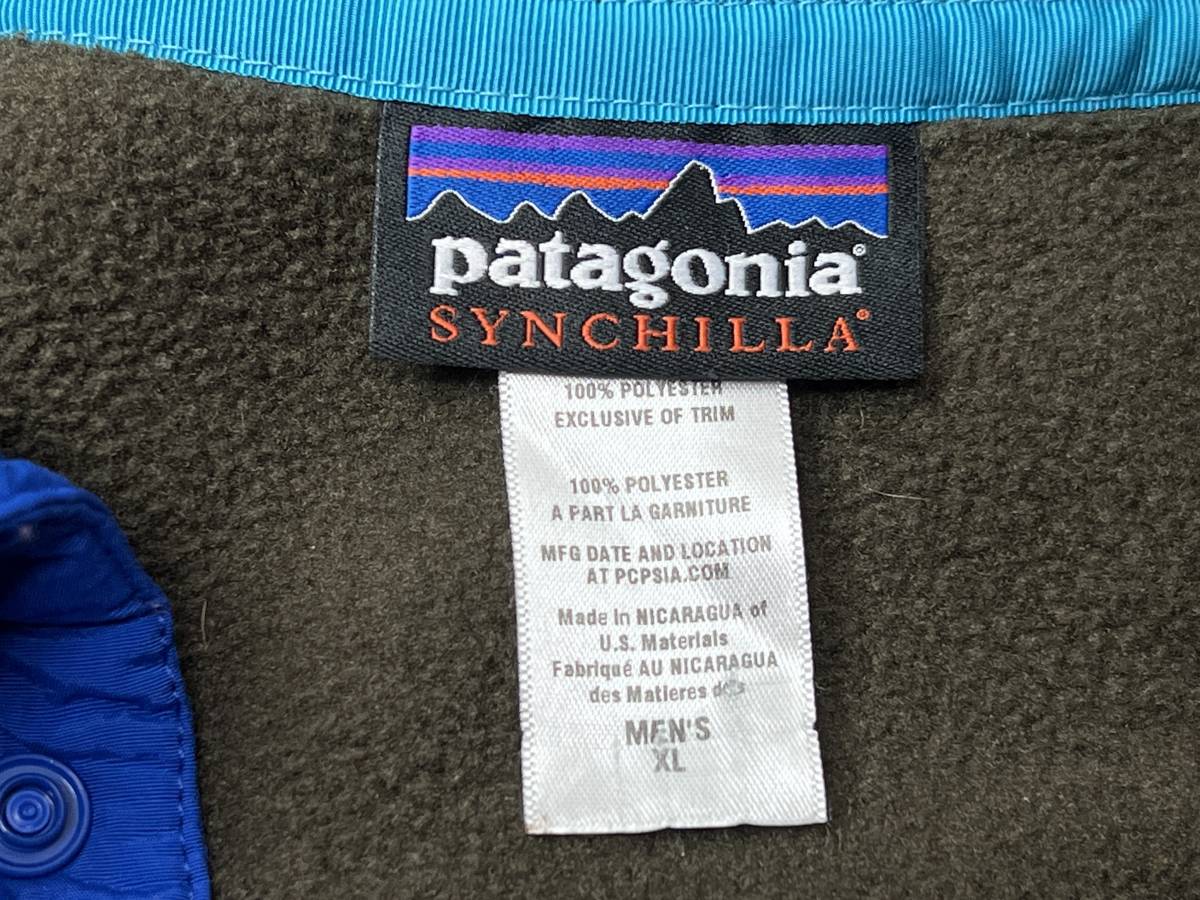 patagonia®
SYNCHILLA®
100% POLYESTER
EXCLUSIVE OF TRIM
100% POLYESTER
A PART LA GARNITURE
MFG DATE AND LOCATION
AT PCPSIA.COM
Made in NICARAGUA of
U.S. Materials
Fabriqué AU NICARAGUA
des Matieres
MEN'S
XL